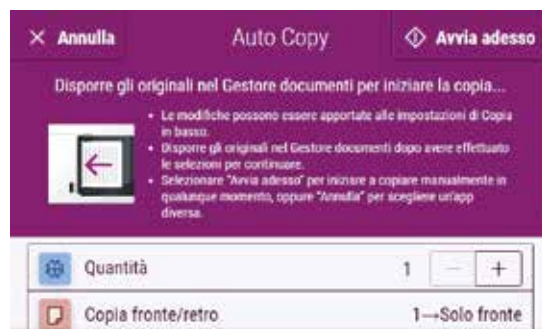 Annulla
Auto Copy
Avvia adesso
Disporre gli originali nel Gestore documenti per iniziare la copia...
• Le modifiche possono essere apportate alle impostazioni di Copia
in basso.
• Disporre gli originali nel Gestore documenti dopo avere effettuato
le selezioni per continuare.
• Selezionare "Avvia adesso" per iniziare a copiare manualmente in
qualunque momento, oppure "Annulla" per scegliere un'app
diversa.
Quantità
1
Copia fronte/retro
1→Solo fronte